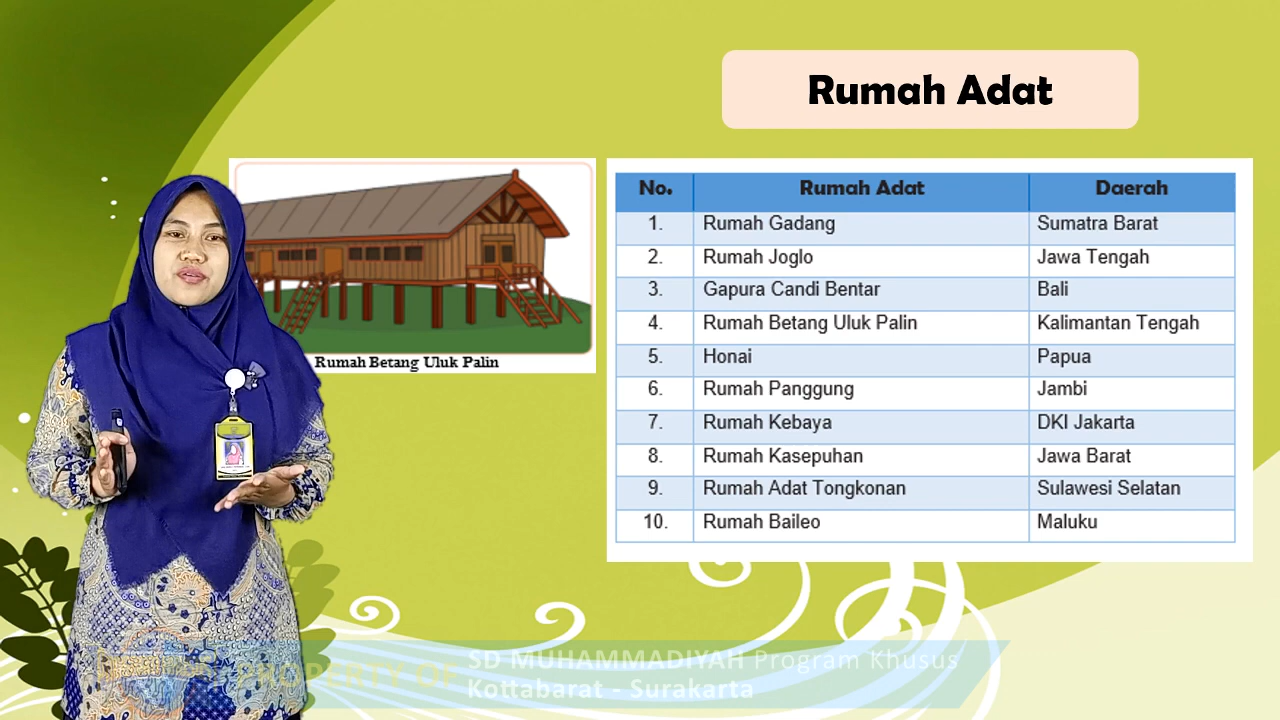 Rumah Adat
Rumah Betang Uluk Palin
No. Rumah Adat Daerah
1. Rumah Gadang Sumatra Barat
2. Rumah Joglo Jawa Tengah
3. Gapura Candi Bentar Bali
4. Rumah Betang Uluk Palin Kalimantan Tengah
5. Honai Papua
6. Rumah Panggung Jambi
7. Rumah Kebaya DKI Jakarta
8. Rumah Kasepuhan Jawa Barat
9. Rumah Adat Tongkonan Sulawesi Selatan
10. Rumah Baileo Maluku
PROPERTY OF SD MUHAMMADIYAH Program Khusus
Kottabarat - Surakarta